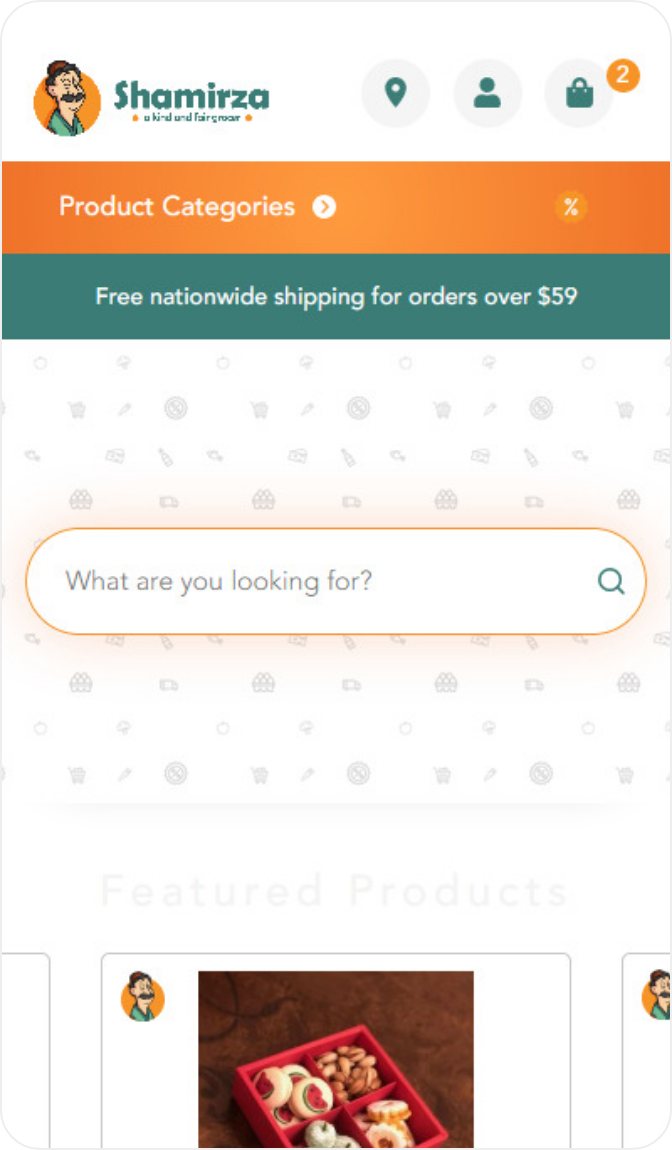 Shamirza
a kind and fair grocer
2
Product Categories
%
Free nationwide shipping for orders over $59
What are you looking for?
Featured Products